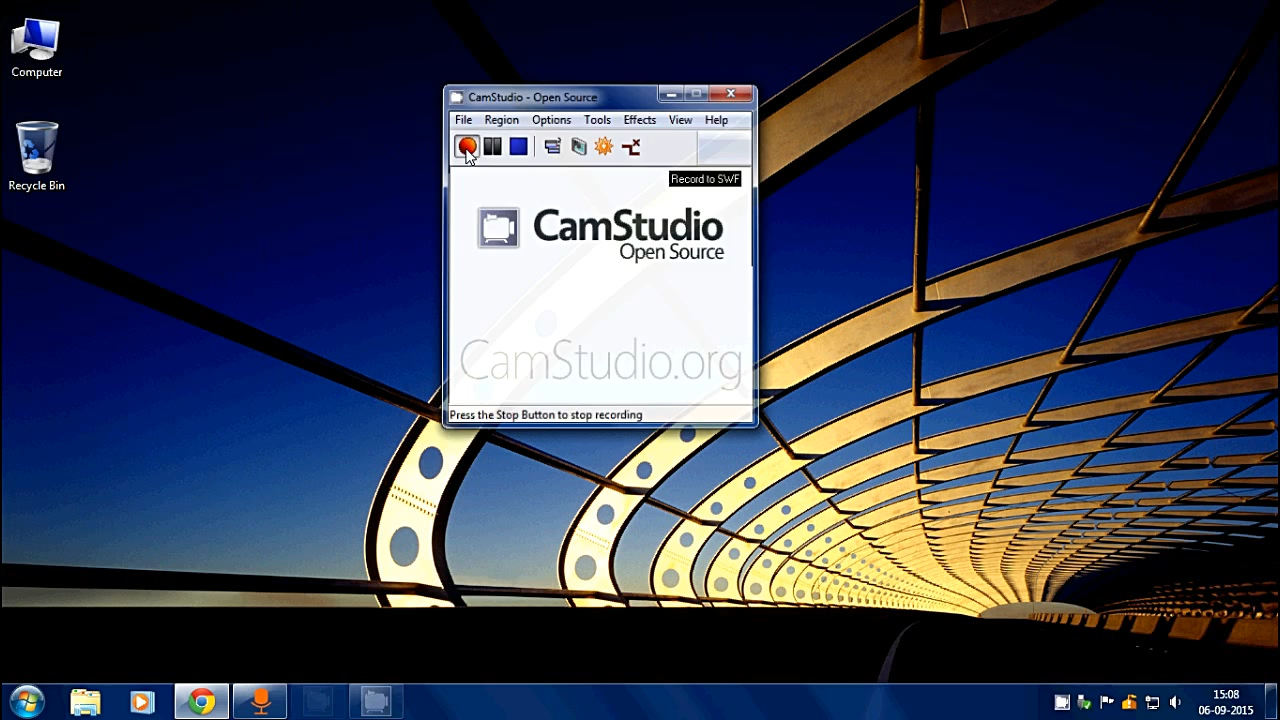 Computer
Recycle Bin
CamStudio - Open Source
File Region Options Tools Effects View Help
Record to SWF
CamStudio
Open Source
CamStudio.org
Press the Stop Button to stop recording
15:08
06-09-2015